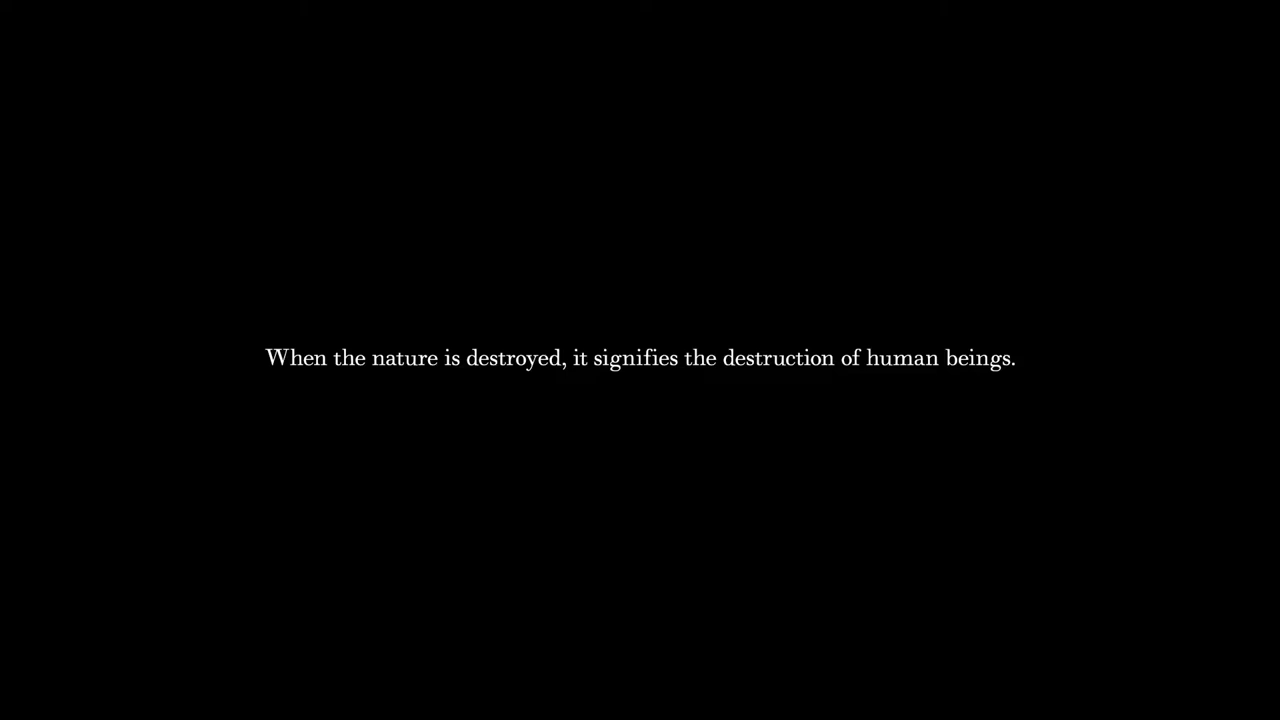 When the nature is destroyed, it signifies the destruction of human beings.